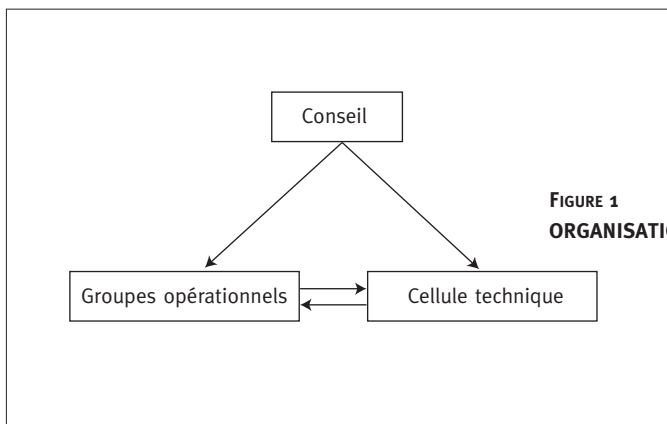 Conseil
FIGURE 1
ORGANISATIO
Groupes opérationnels
Cellule technique